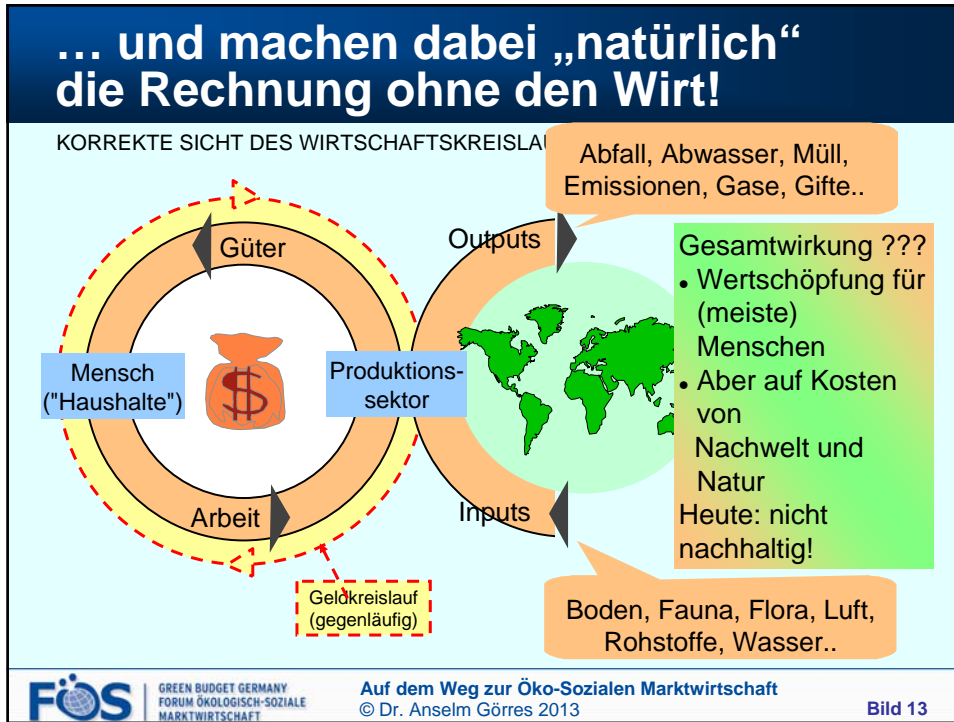 … und machen dabei „natürlich“
die Rechnung ohne den Wirt!
KORREKTE SICHT DES WIRTSCHAFTSKREISLAU
Abfall, Abwasser, Müll,
Emissionen, Gase, Gifte..
Güter
Outputs
Gesamtwirkung ???
• Wertschöpfung für
(meiste)
Menschen
• Aber auf Kosten
von
Nachwelt und
Natur
Heute: nicht
nachhaltig!
Mensch
("Haushalte")
$
Produktions-
sektor
Arbeit
Inputs
Geldkreislauf
(gegenläufig)
Boden, Fauna, Flora, Luft,
Rohstoffe, Wasser..
FÖS
GREEN BUDGET GERMANY
FORUM ÖKOLOGISCH-SOZIALE
MARKTWIRTSCHAFT
Auf dem Weg zur Öko-Sozialen Marktwirtschaft
© Dr. Anselm Görres 2013
Bild 13